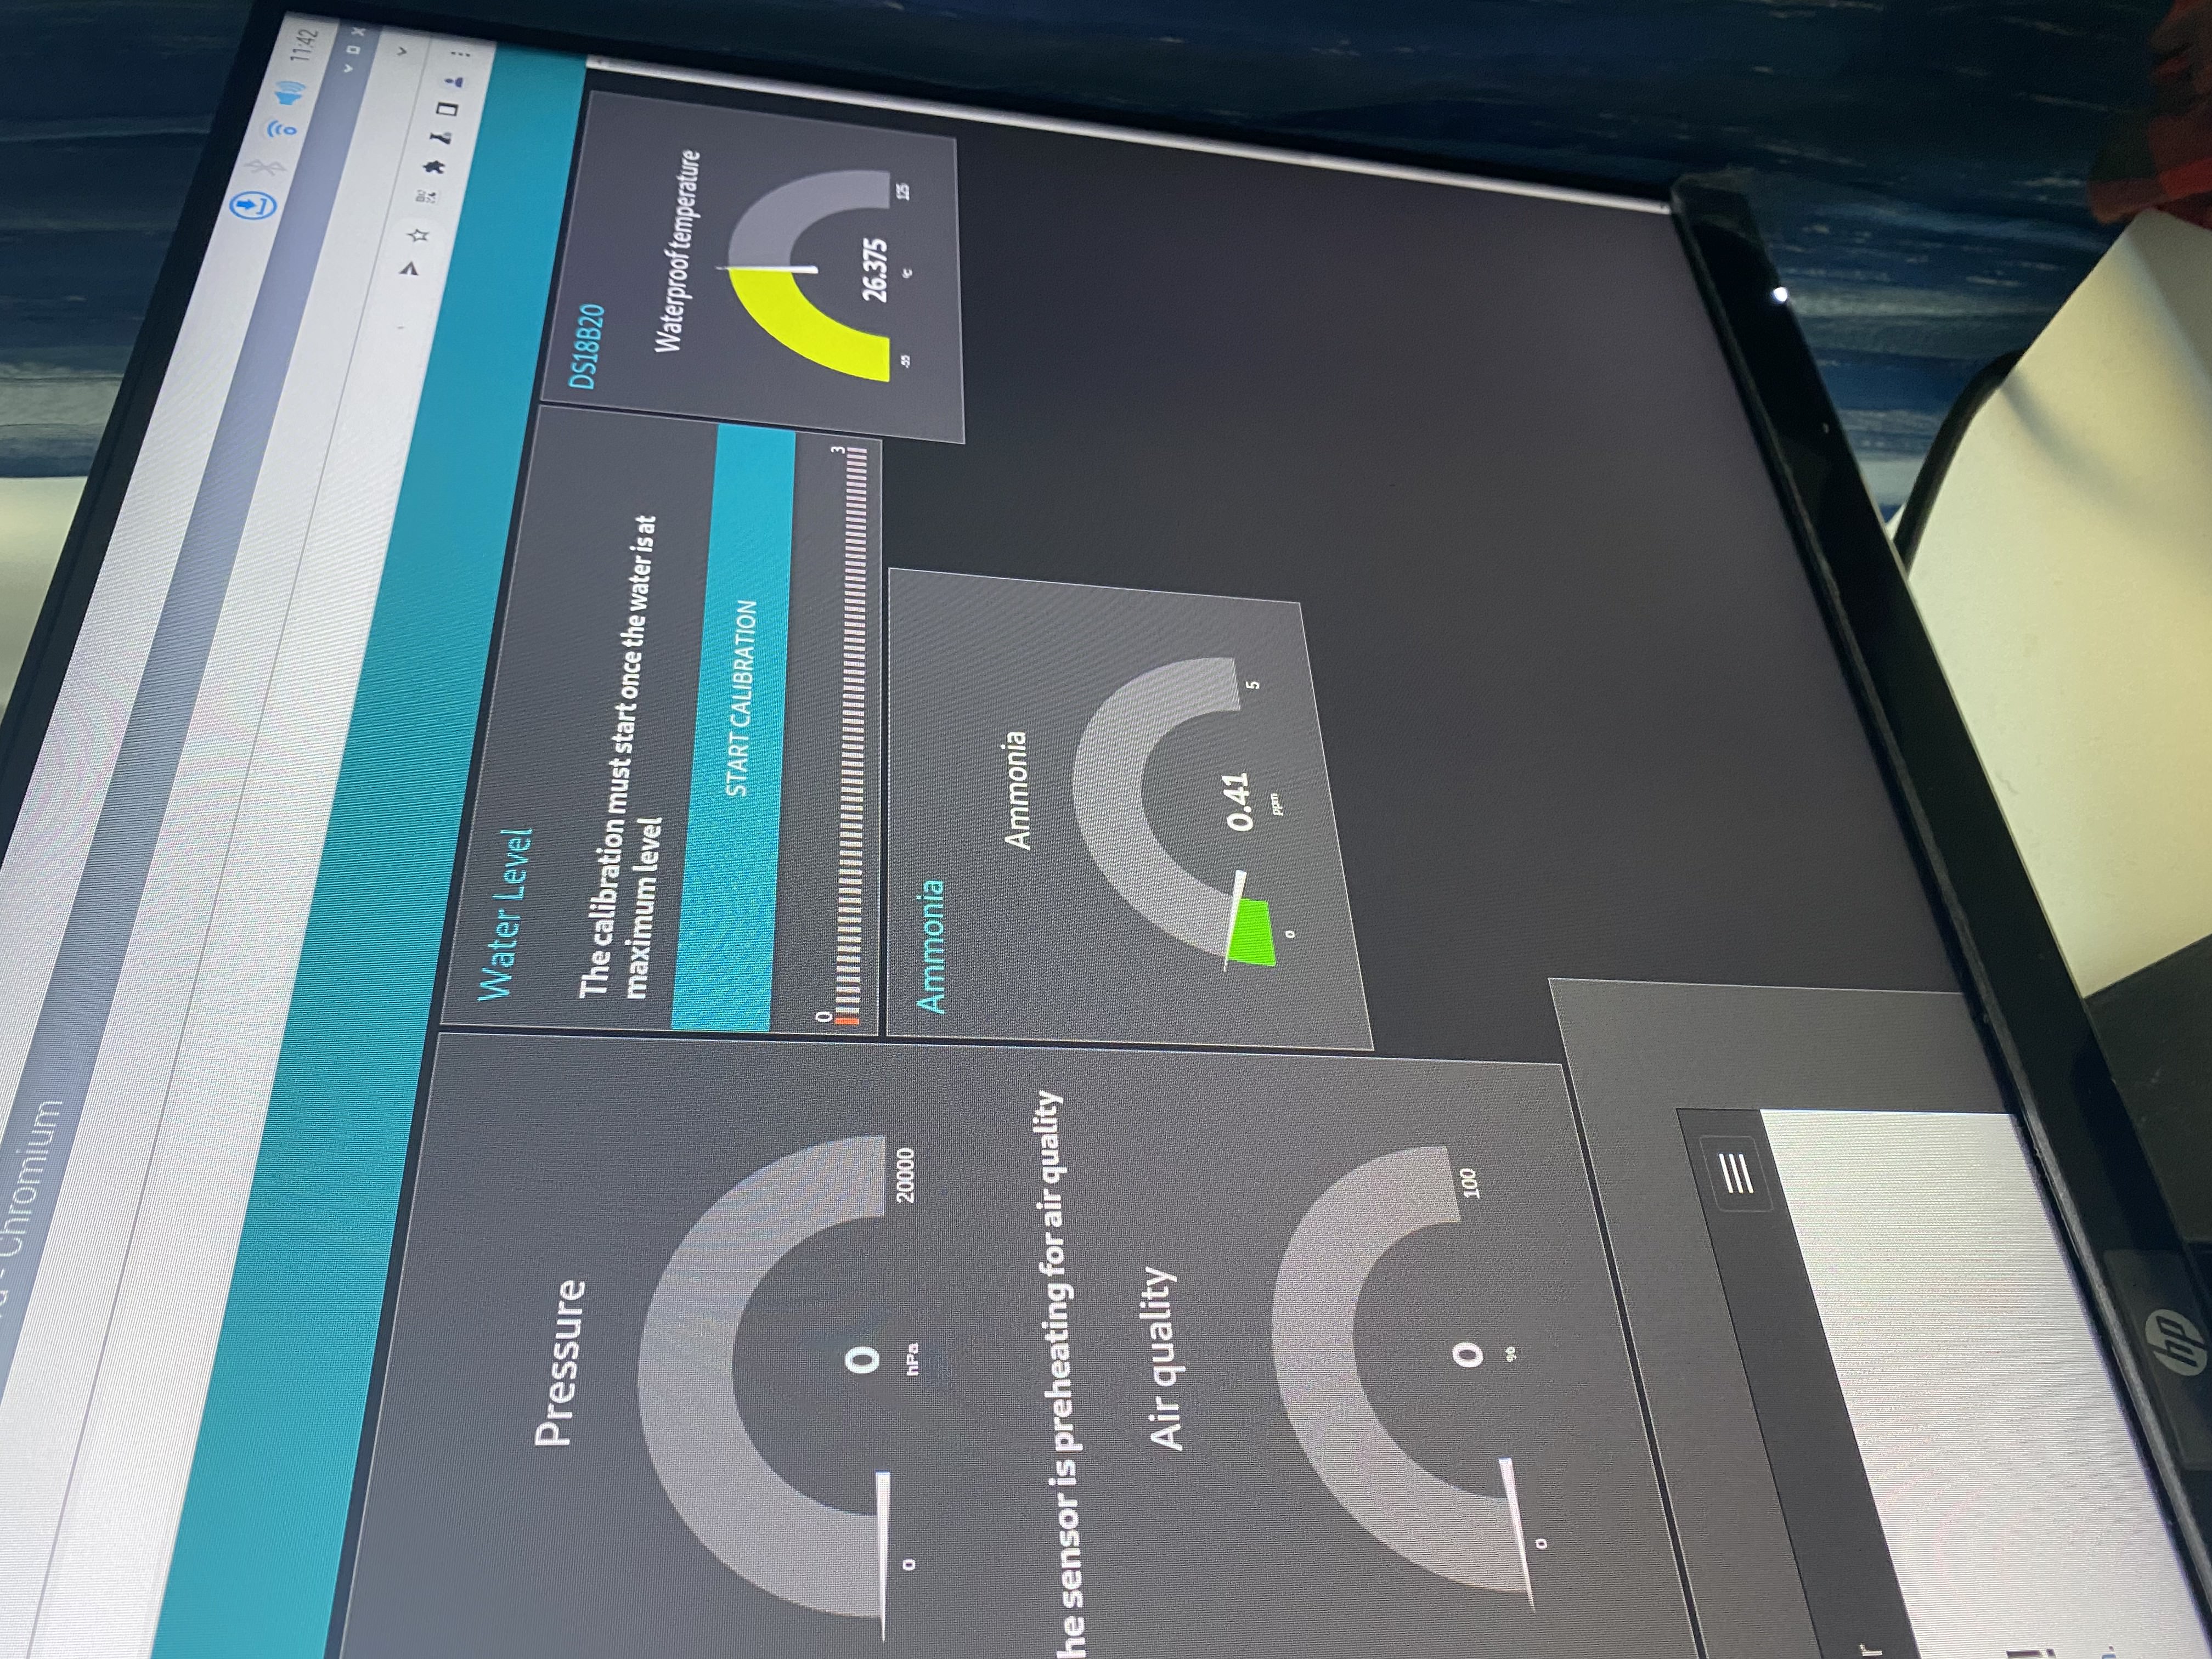 - Chromium
11:42
Pressure
0
hPa
0
20000
he sensor is preheating for air quality
Air quality
0
%
0
100
Water Level
The calibration must start once the water is at
maximum level
START CALIBRATION
0
3
Ammonia
Ammonia
0.41
ppm
0
5
DS18B20
Waterproof temperature
26.375
°C
-55
125
r
!
hp